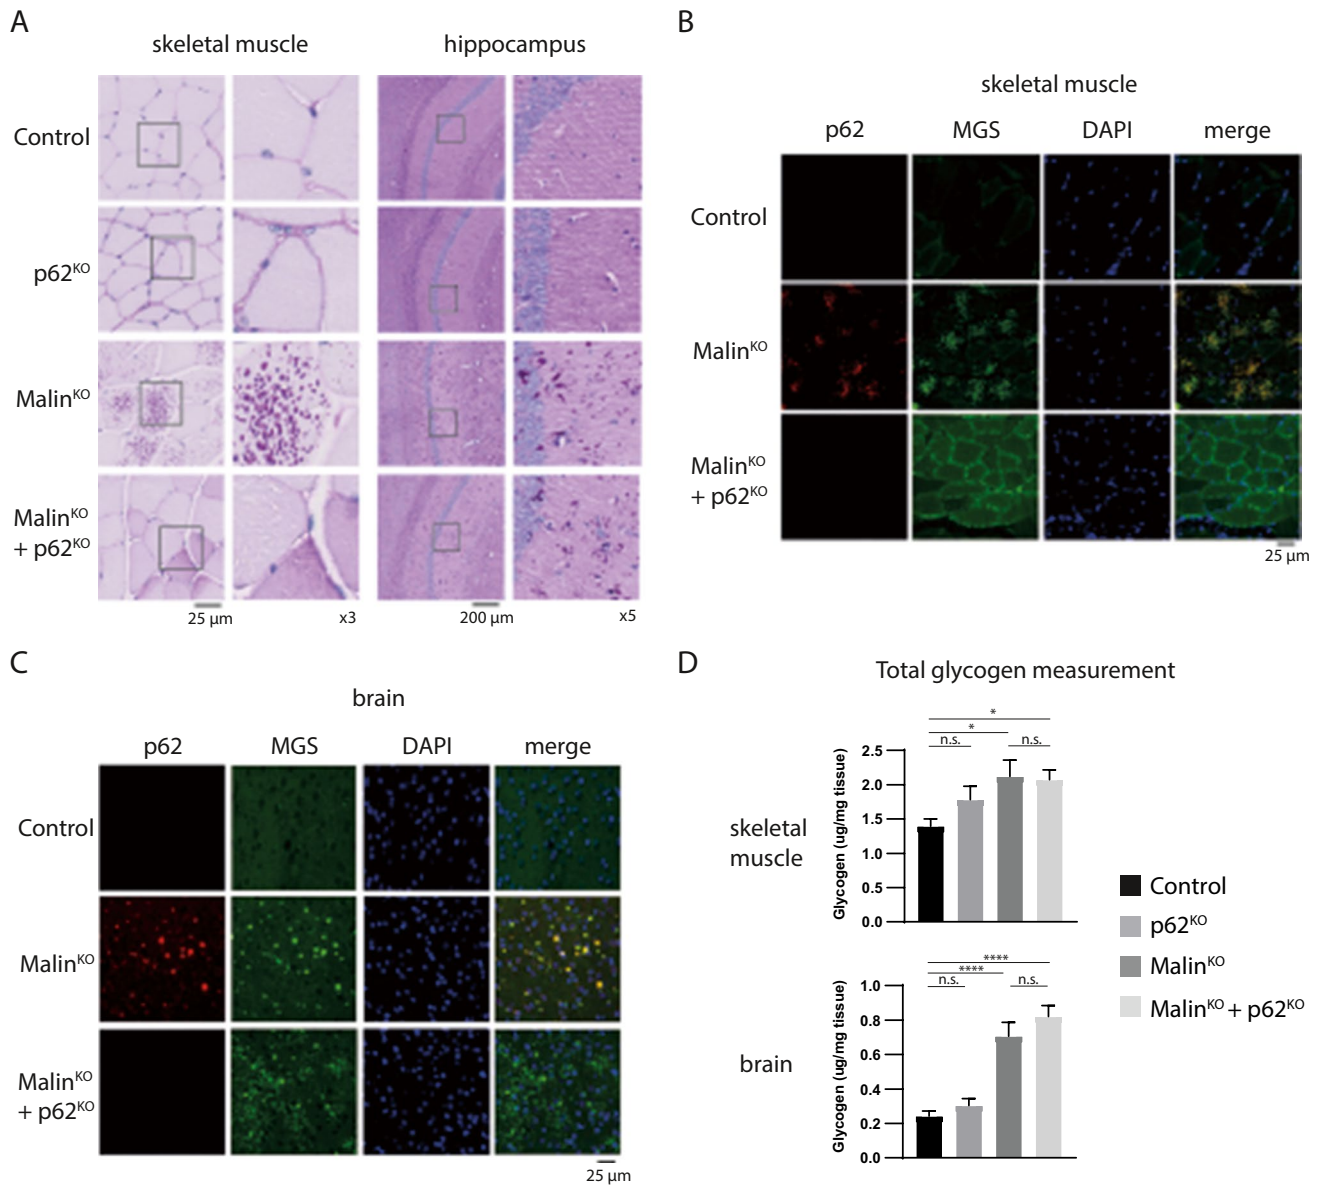 A
skeletal muscle
hippocampus
Control
p62KO
MalinKO
MalinKO
+ p62KO
25 µm
x3
200 µm
x5
B
skeletal muscle
p62
MGS
DAPI
merge
Control
MalinKO
MalinKO
+ p62KO
25 µm
C
brain
p62
MGS
DAPI
merge
Control
MalinKO
MalinKO
+ p62KO
25 µm
D
Total glycogen measurement
skeletal
muscle
Glycogen (ug/mg tissue)
2.5
2.0
1.5
1.0
0.5
0.0
*
*
n.s.
n.s.
brain
Glycogen (ug/mg tissue)
1.0
0.8
0.6
0.4
0.2
0.0
****
****
n.s.
n.s.
Control
p62KO
MalinKO
MalinKO + p62KO